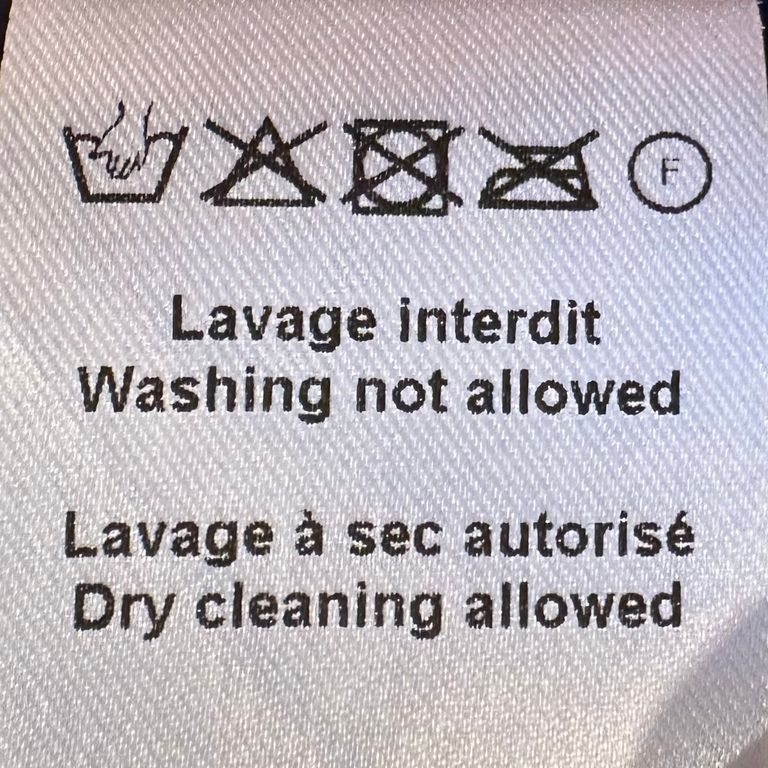 F
Lavage interdit
Washing not allowed
Lavage à sec autorisé
Dry cleaning allowed